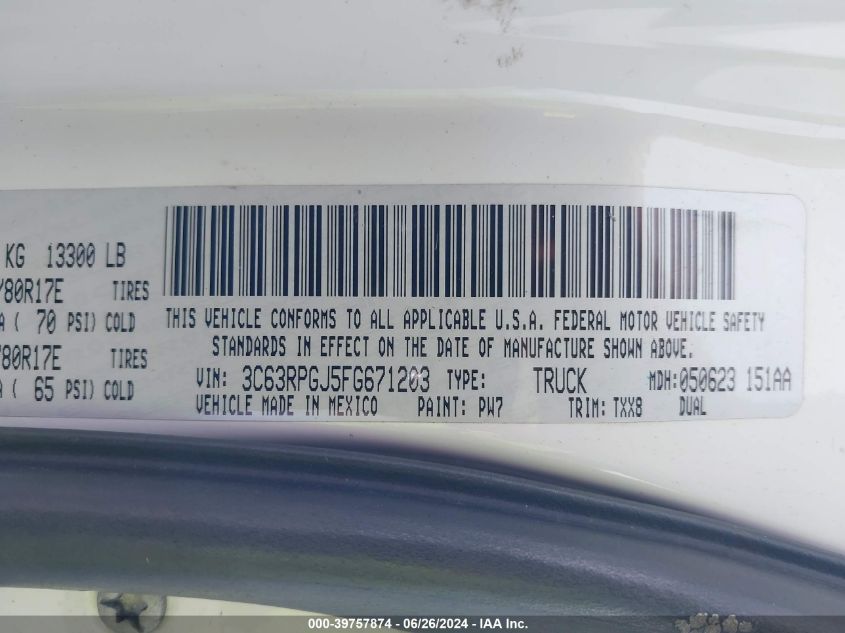 KG 13300 LB
80R17E TIRES
A ( 70 PSI) COLD
80R17E TIRES
A ( 65 PSI) COLD
THIS VEHICLE CONFORMS TO ALL APPLICABLE U.S.A. FEDERAL MOTOR VEHICLE SAFETY
STANDARDS IN EFFECT ON THE DATE OF MANUFACTURE SHOWN ABOVE.
VIN: 3C63RPGJ5FG671203 TYPE: TRUCK MDH:050623 151AA
VEHICLE MADE IN MEXICO PAINT: PW7 TRIM: TXX8 DUAL
000-39757874 - 06/26/2024 - IAA Inc.